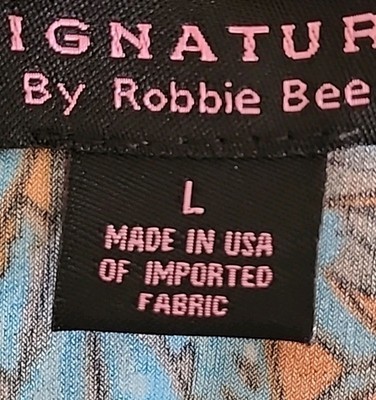 IGNATUR
By Robbie Bee
L
MADE IN USA
OF IMPORTED
FABRIC